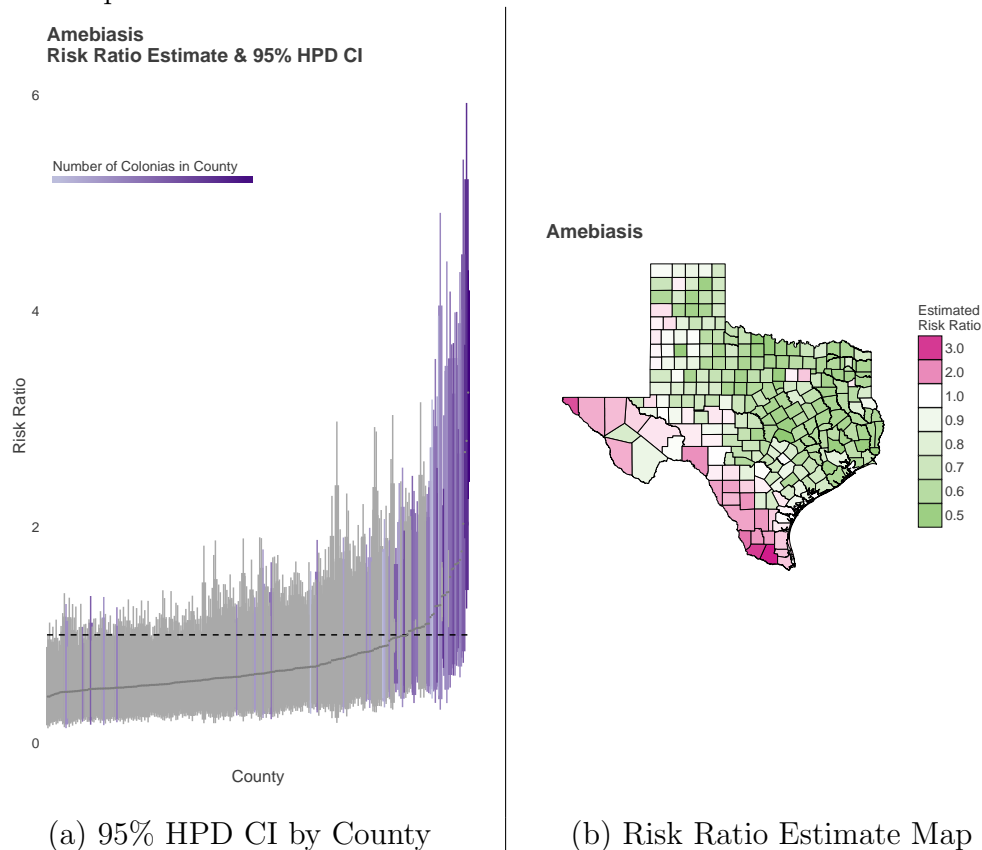 Amebiasis
Risk Ratio Estimate & 95% HPD CI
6
Number of Colonias in County
4
Risk Ratio
2
0
County
(a) 95% HPD CI by County
Amebiasis
Estimated
Risk Ratio
3.0
2.0
1.0
0.9
0.8
0.7
0.6
0.5
(b) Risk Ratio Estimate Map